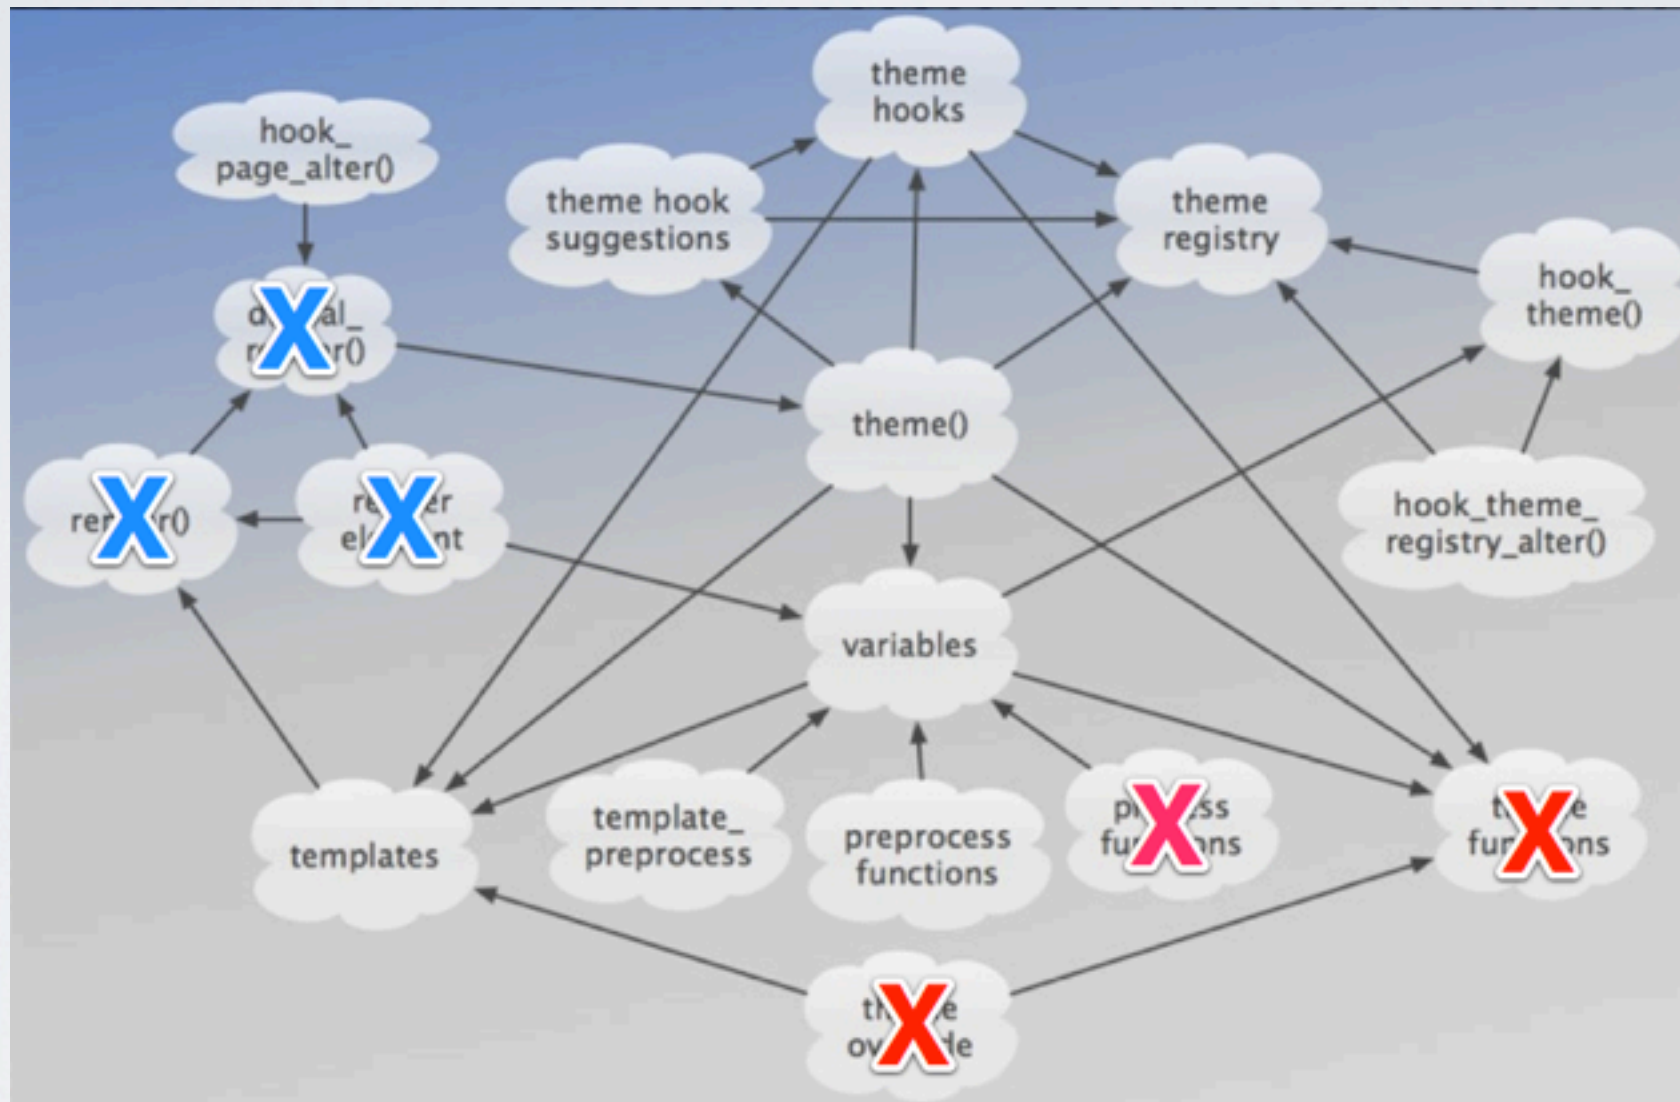 theme
hooks
hook_
page_alter()
theme hook
suggestions
theme
registry
hook_
theme()
X
theme()
X
X
hook_theme_
registry_alter()
variables
template_
preprocess
preprocess
functions
X
X
templates
X